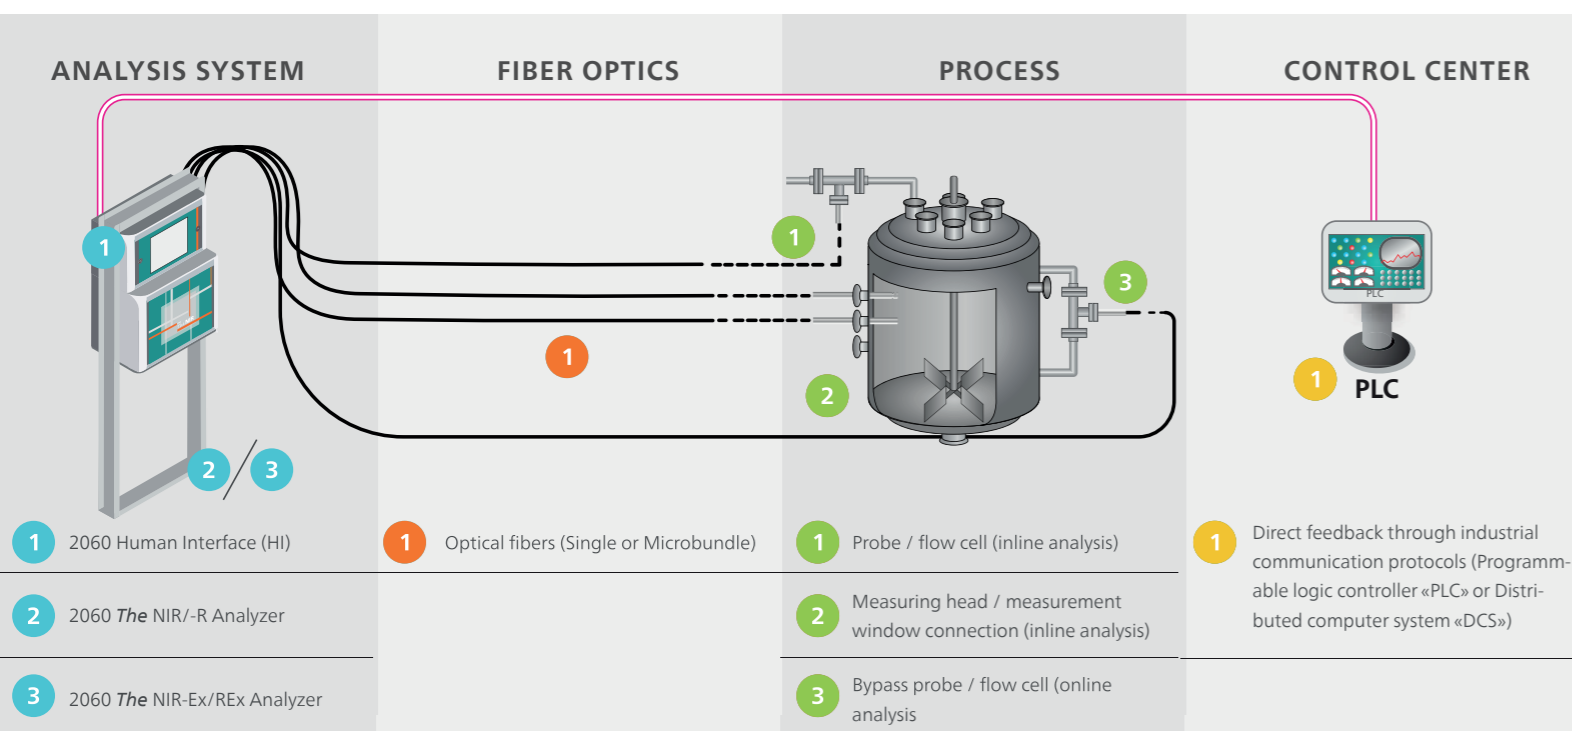 ANALYSIS SYSTEM
FIBER OPTICS
PROCESS
CONTROL CENTER
1
1
3
PLC
1
1
PLC
2
2
3
1
2060 Human Interface (HI)
2
2060 The NIR/-R Analyzer
3
2060 The NIR-Ex/REx Analyzer
1
Optical fibers (Single or Microbundle)
1
Probe / flow cell (inline analysis)
2
Measuring head / measurement
window connection (inline analysis)
3
Bypass probe / flow cell (online
analysis
1
Direct feedback through industrial
communication protocols (Programm-
able logic controller «PLC» or Distri-
buted computer system «DCS»)